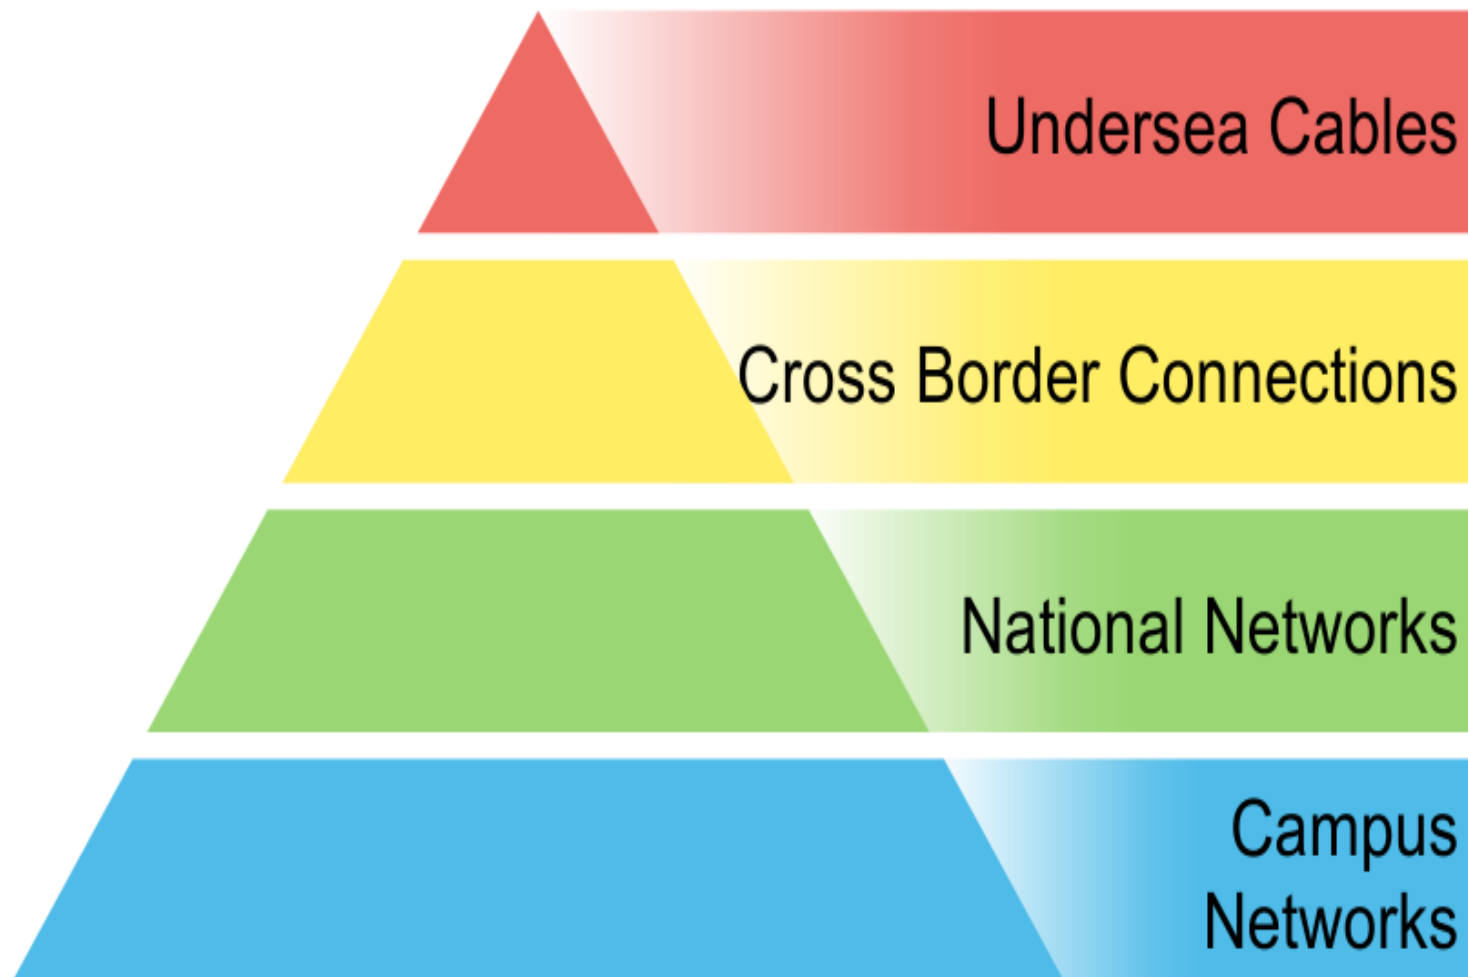 Undersea Cables
Cross Border Connections
National Networks
Campus
Networks